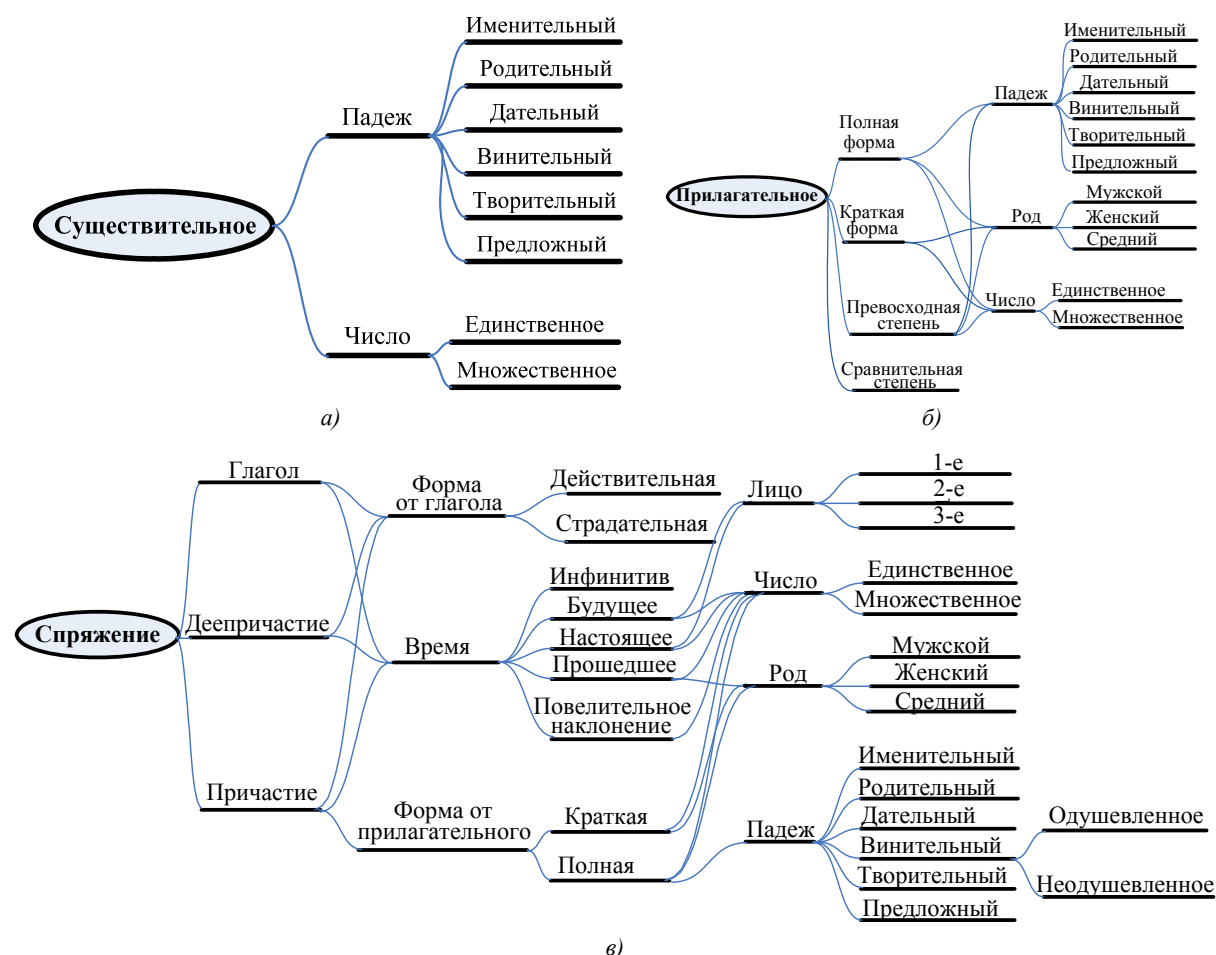 Существительное
Падеж
Именительный
Родительный
Дательный
Винительный
Творительный
Предложный
Число
Единственное
Множественное
а)
Прилагательное
Полная
форма
Краткая
форма
Превосходная
степень
Сравнительная
степень
Падеж
Именительный
Родительный
Дательный
Винительный
Творительный
Предложный
Род
Мужской
Женский
Средний
Число
Единственное
Множественное
б)
Спряжение
Глагол
Деепричастие
Причастие
Форма
от глагола
Действительная
Страдательная
Время
Инфинитив
Будущее
Настоящее
Прошедшее
Повелительное
наклонение
Форма от
прилагательного
Краткая
Полная
Лицо
1-е
2-е
3-е
Число
Единственное
Множественное
Род
Мужской
Женский
Средний
Падеж
Именительный
Родительный
Дательный
Винительный
Творительный
Предложный
Одушевленное
Неодушевленное
в)